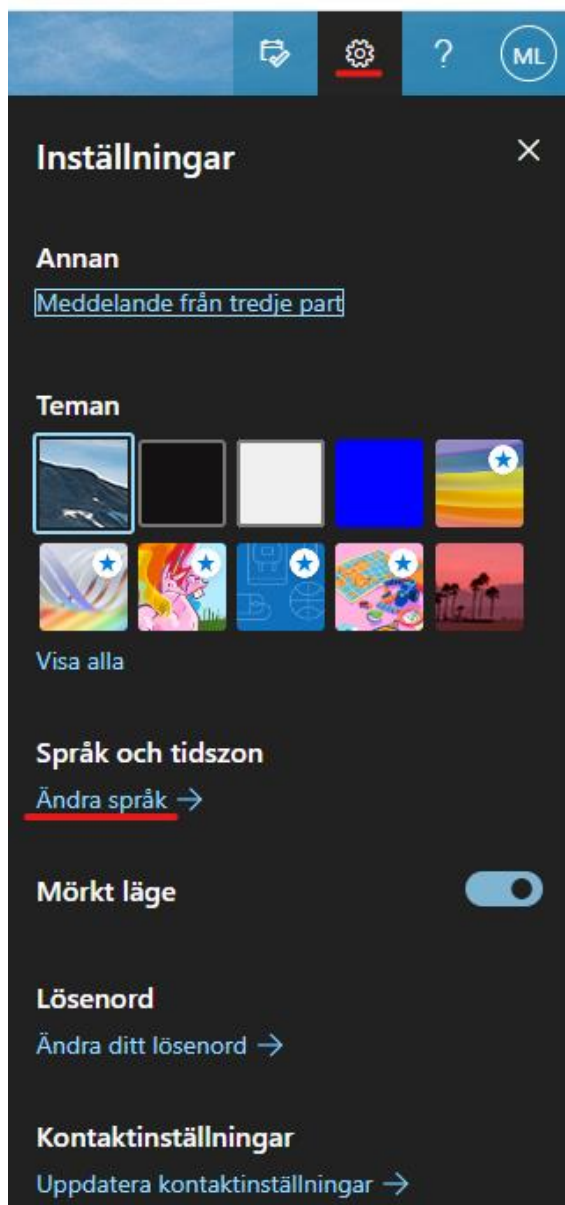 ? ML
Inställningar
Annan
Meddelande från tredje part
Teman
Visa alla
Språk och tidszon
Ändra språk →
Mörkt läge
Lösenord
Ändra ditt lösenord →
Kontaktinställningar
Uppdatera kontaktinställningar →